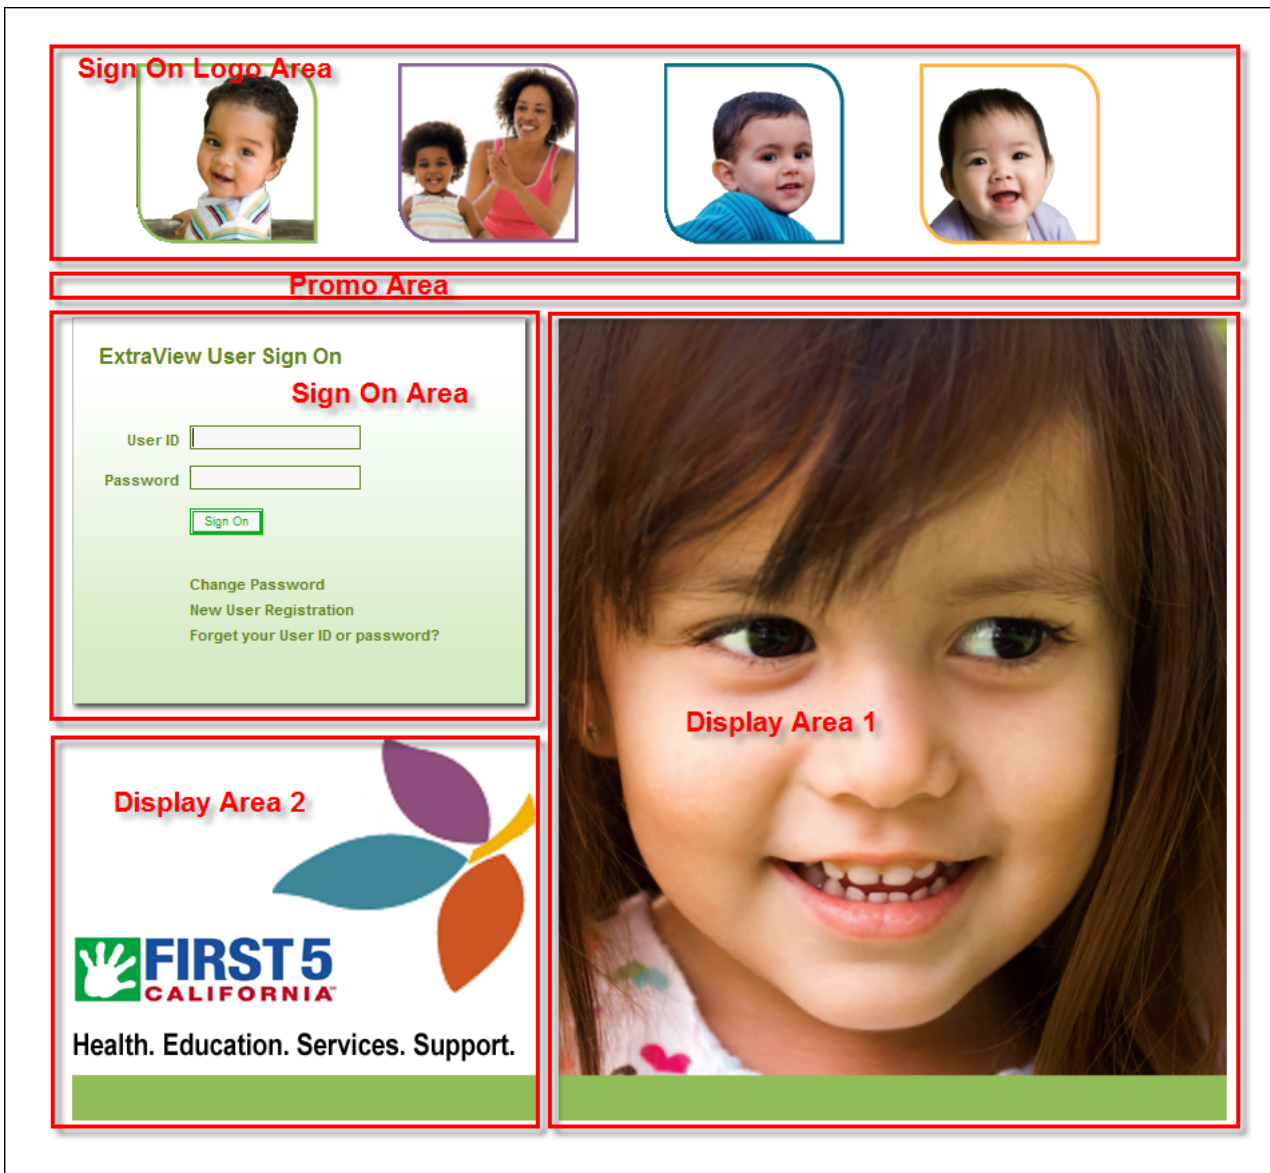 Sign On Logo Area
Promo Area
ExtraView User Sign On
Sign On Area
User ID
Password
Sign On
Change Password
New User Registration
Forget your User ID or password?
Display Area 1
Display Area 2
FIRST 5
CALIFORNIA
Health. Education. Services. Support.